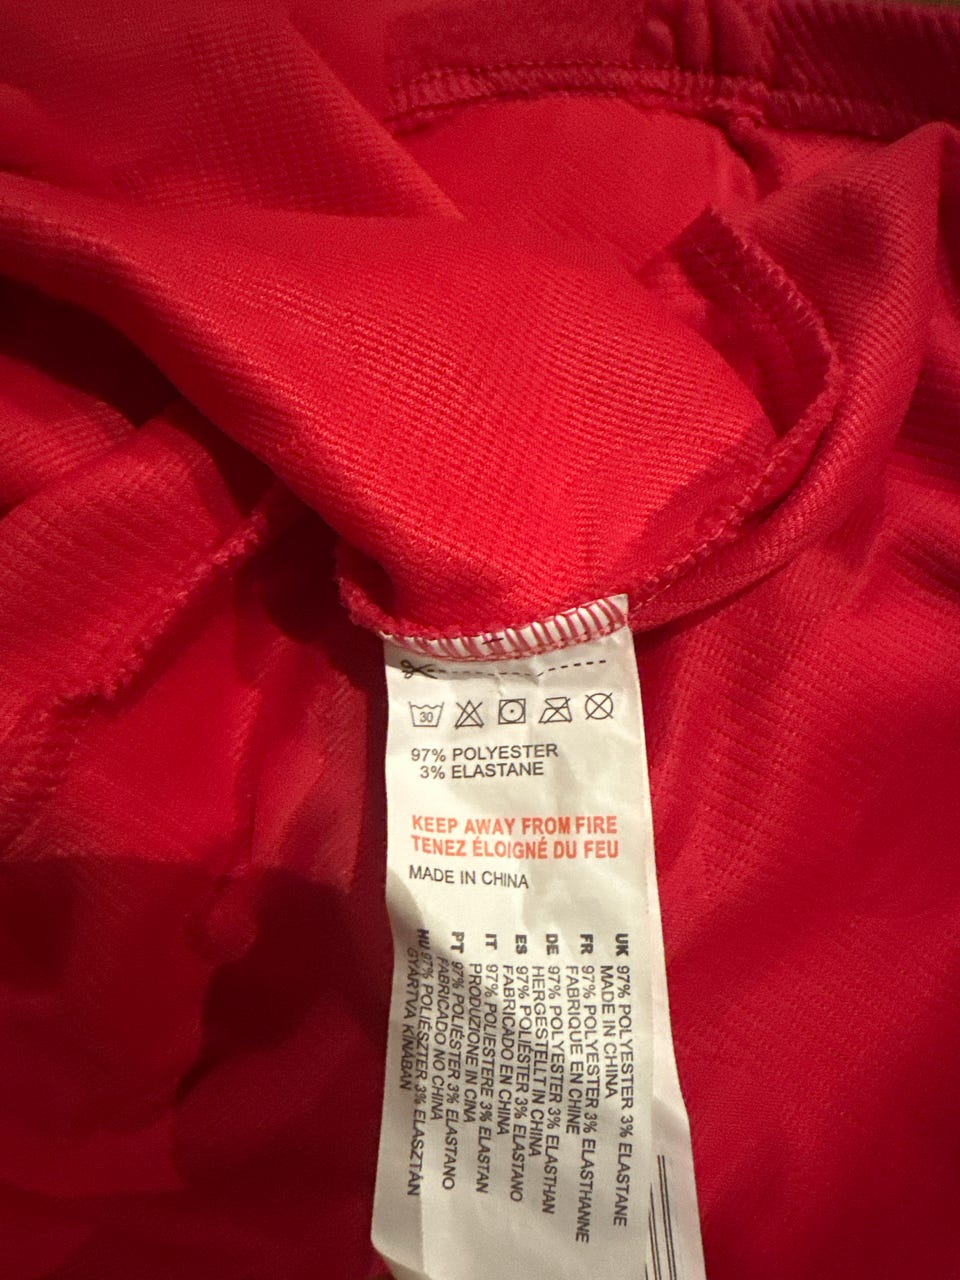 30
97% POLYESTER
3% ELASTANE
KEEP AWAY FROM FIRE
TENEZ ÉLOIGNÉ DU FEU
MADE IN CHINA
UK 97% POLYESTER 3% ELASTANE
MADE IN CHINA
FR 97% POLYESTER 3% ELASTHANNE
FABRIQUE EN CHINE
DE 97% POLYESTER 3% ELASTHAN
HERGESTELLT IN CHINA
ES 97% POLIÉSTER 3% ELASTANO
FABRICADO EN CHINA
IT 97% POLIESTERE 3% ELASTAN
PRODUZIONE IN CINA
PT 97% POLIÉSTER 3% ELASTANO
FABRICADO NO CHINA
HU 97% POLIÉSZTER 3% ELASZTÁN
GYÁRTVA KÍNÁBAN